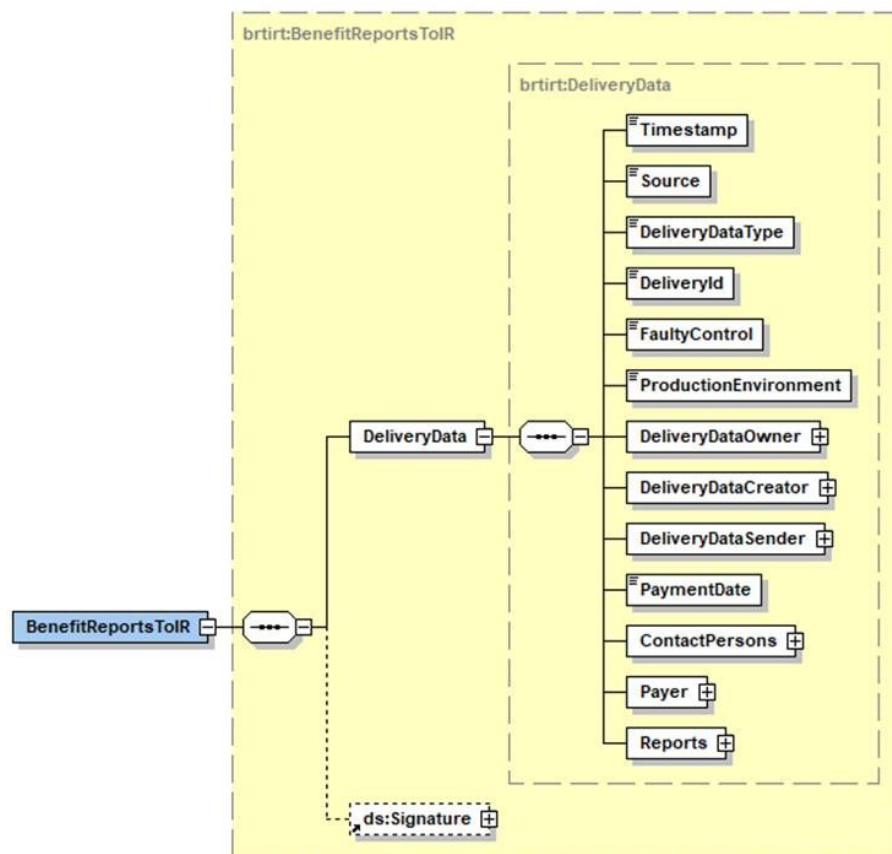 brtirt:BenefitReportsToIR
brtirt:DeliveryData
Timestamp
Source
DeliveryDataType
DeliveryId
FaultyControl
ProductionEnvironment
DeliveryData
DeliveryDataOwner
DeliveryDataCreator
DeliveryDataSender
PaymentDate
BenefitReportsToIR
ContactPersons
Payer
Reports
ds:Signature